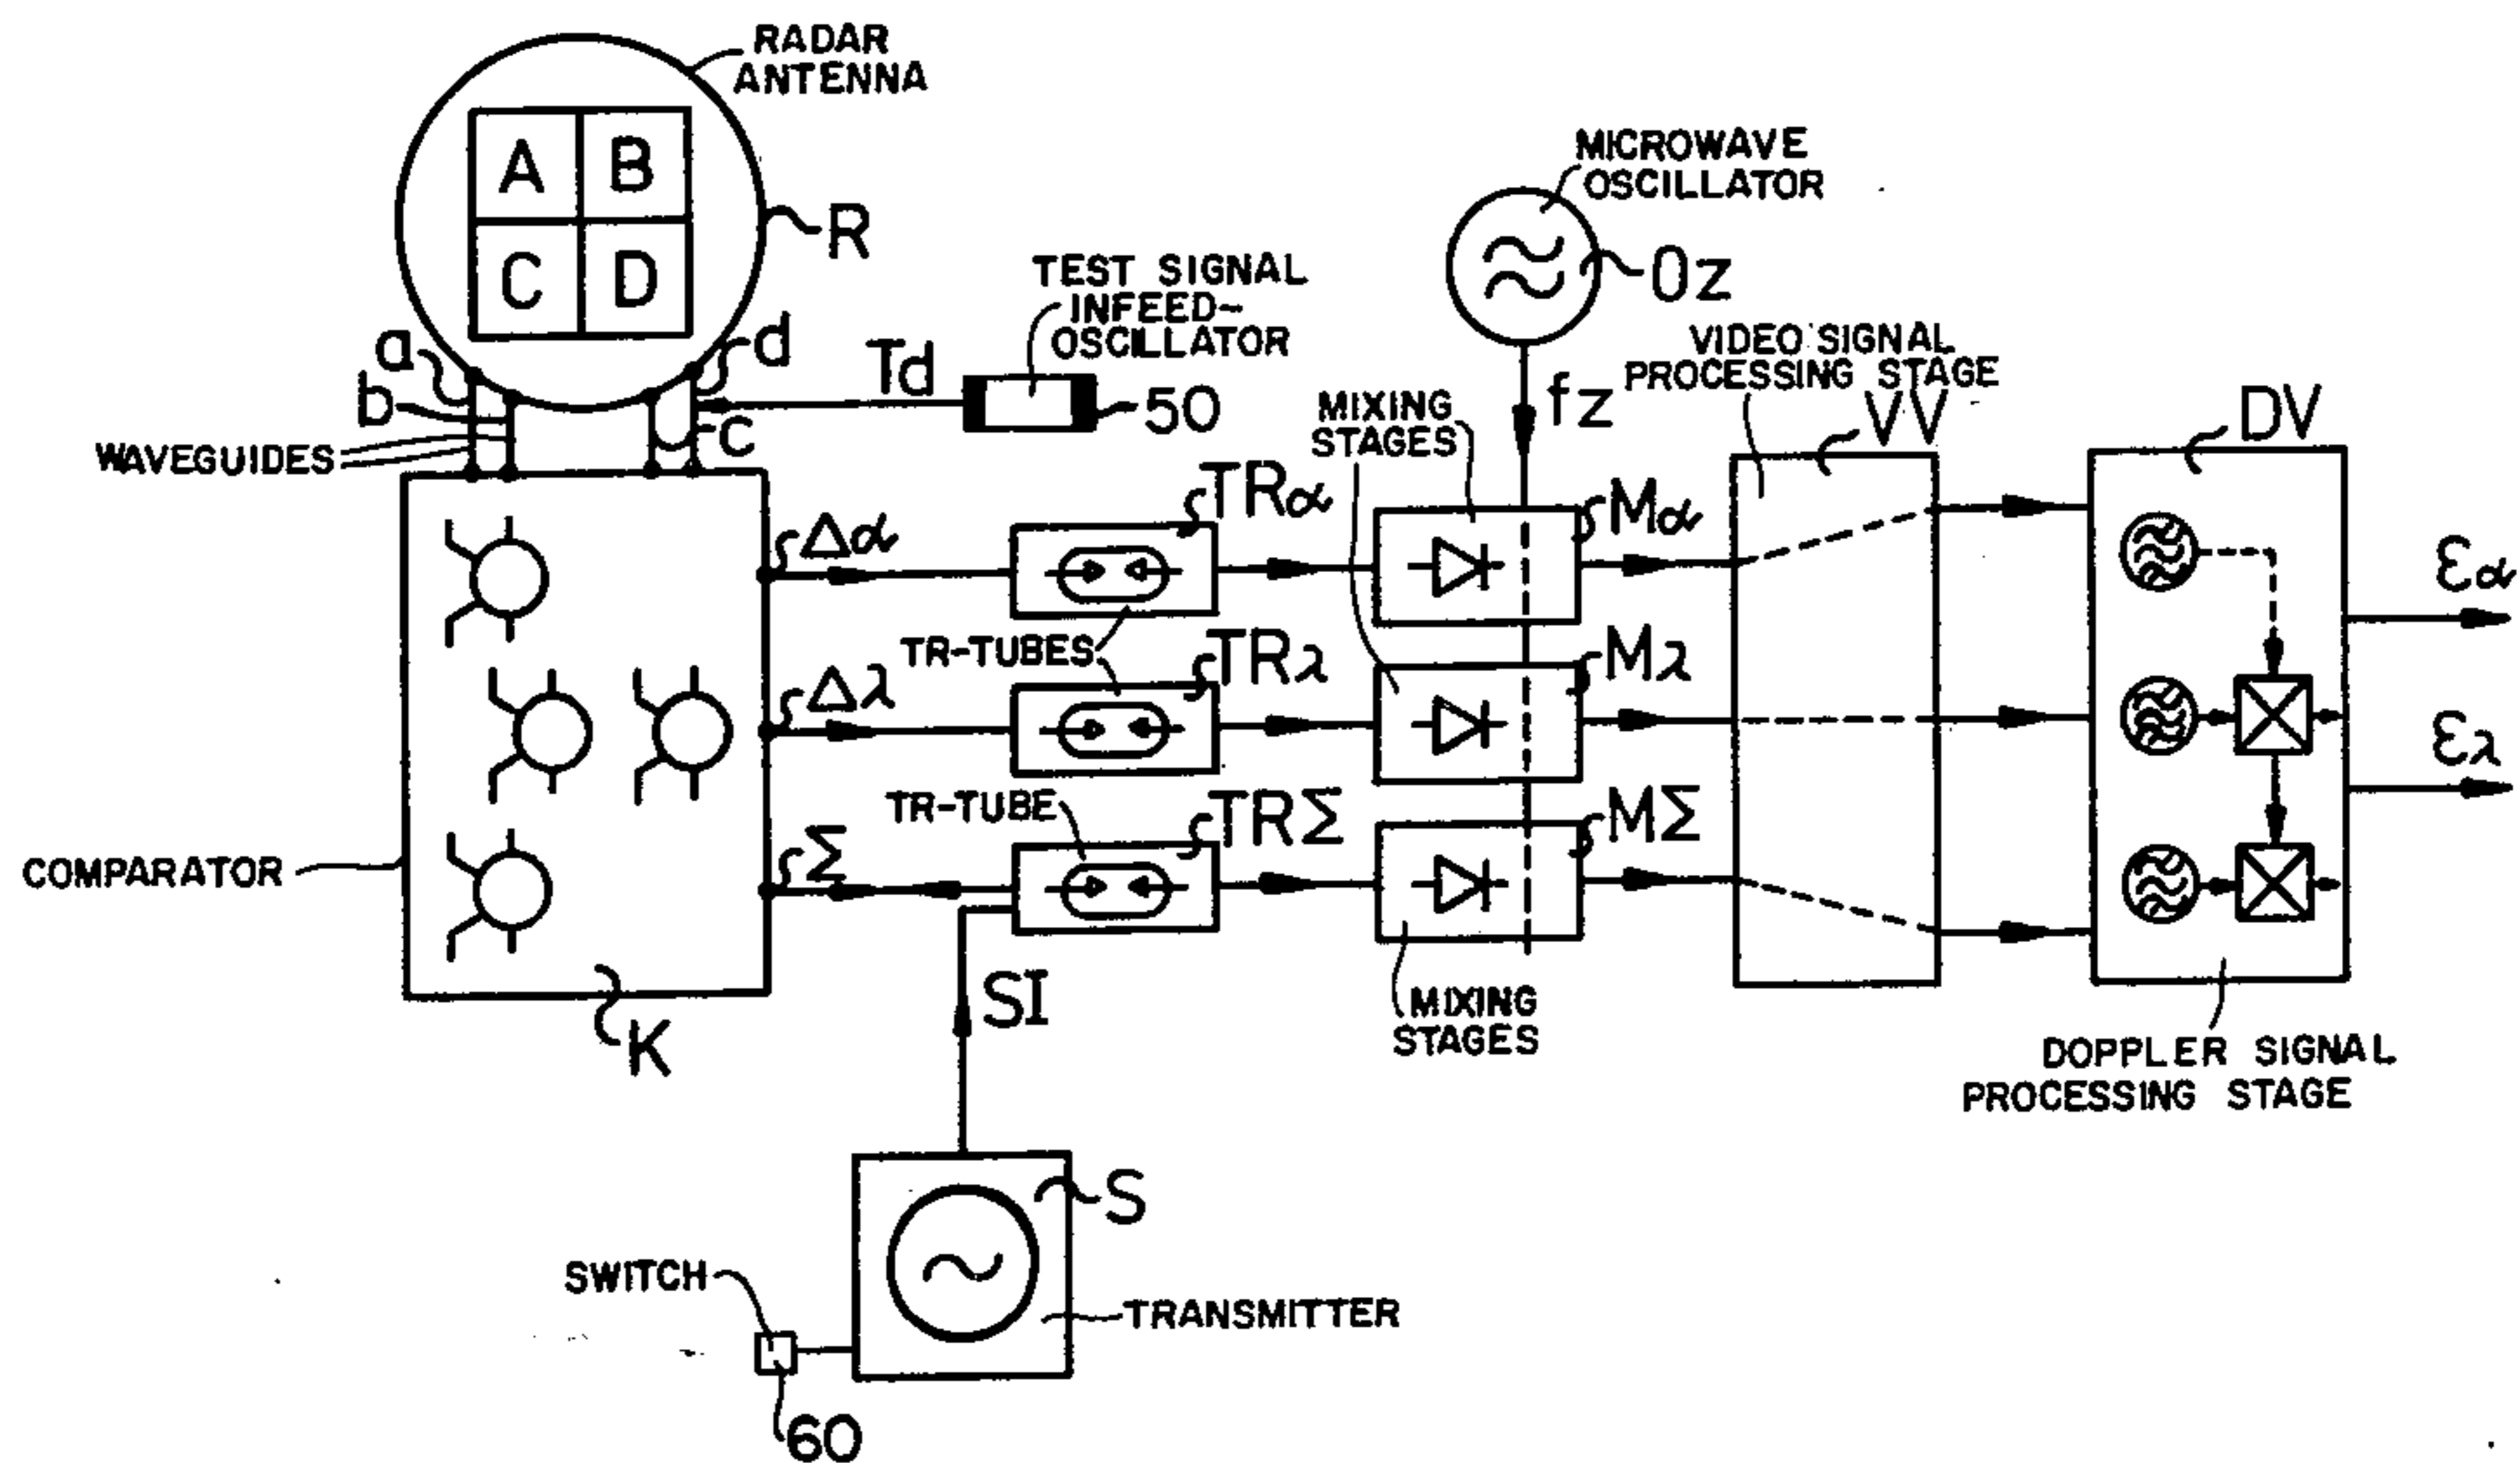 RADAR
ANTENNA
A B
C D
R
MICROWAVE
OSCILLATOR
Oz
TEST SIGNAL
INFEED-
OSCILLATOR
a
b
d
c
Td
50
fz
VIDEO SIGNAL
PROCESSING STAGE
VV
DV
MIXING
STAGES
WAVEGUIDES
Δα
TRα
Mα
εα
TR-TUBES
Δλ
TRλ
Mλ
ελ
TR-TUBE
Σ
TRΣ
MΣ
COMPARATOR
K
SI
MIXING
STAGES
DOPPLER SIGNAL
PROCESSING STAGE
S
SWITCH
TRANSMITTER
60